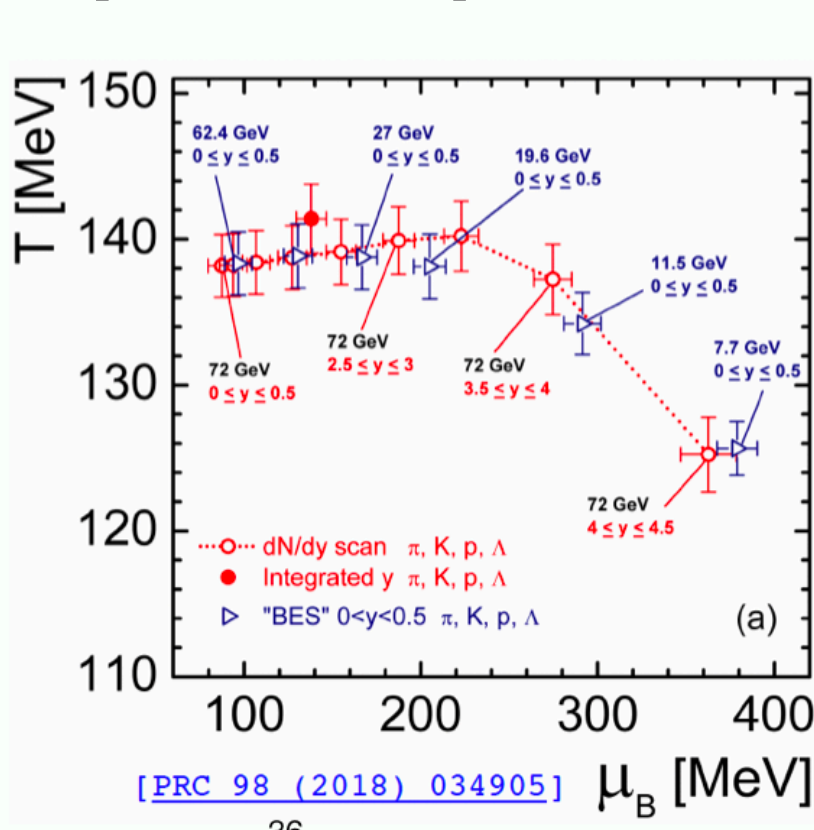 150
140
130
120
110
T [MeV]
62.4 GeV
0 ≤ y ≤ 0.5
27 GeV
0 ≤ y ≤ 0.5
19.6 GeV
0 ≤ y ≤ 0.5
11.5 GeV
0 ≤ y ≤ 0.5
7.7 GeV
0 ≤ y ≤ 0.5
72 GeV
0 ≤ y ≤ 0.5
72 GeV
2.5 ≤ y ≤ 3
72 GeV
3.5 ≤ y ≤ 4
72 GeV
4 ≤ y ≤ 4.5
dN/dy scan π, K, p, Λ
Integrated y π, K, p, Λ
"BES" 0<y<0.5 π, K, p, Λ
(a)
100 200 300 400
μB [MeV]
[PRC 98 (2018) 034905]